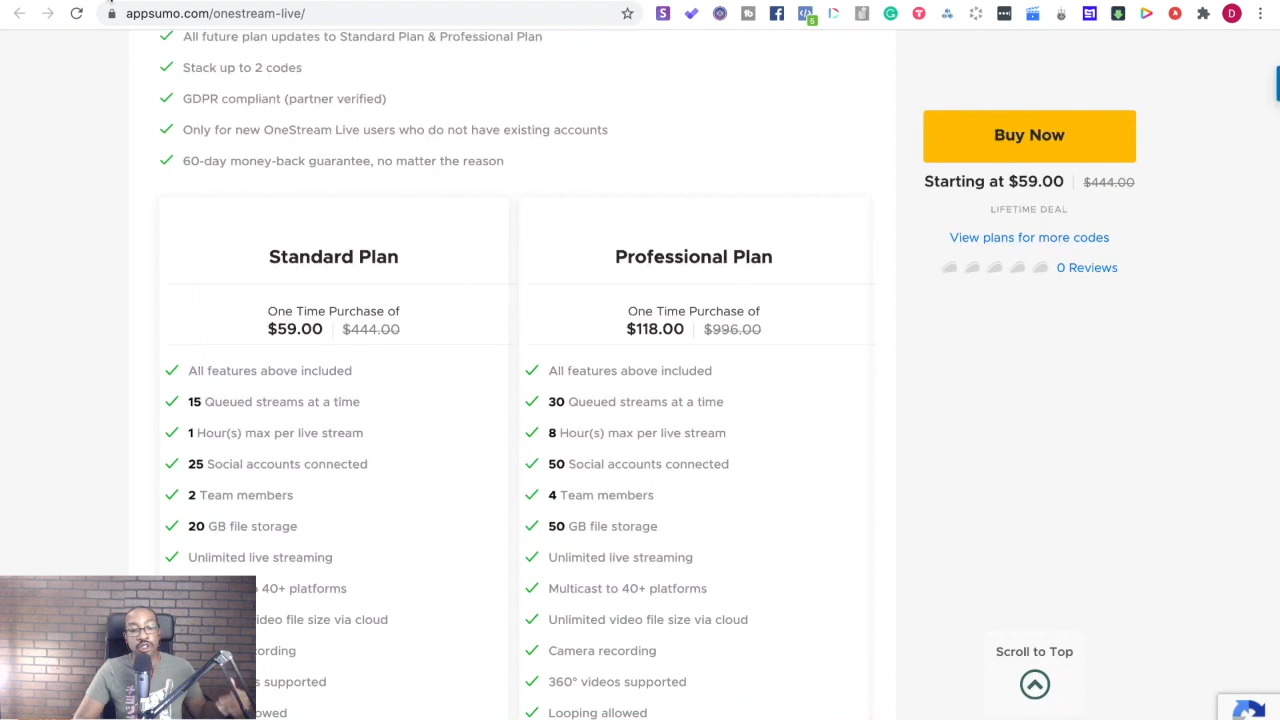 appsumo.com/onestream-live/
5
D
All future plan updates to Standard Plan & Professional Plan
Stack up to 2 codes
GDPR compliant (partner verified)
Only for new OneStream Live users who do not have existing accounts
60-day money-back guarantee, no matter the reason
Buy Now
Starting at $59.00 $444.00
LIFETIME DEAL
View plans for more codes
0 Reviews
Standard Plan
One Time Purchase of
$59.00 $444.00
All features above included
15 Queued streams at a time
1 Hour(s) max per live stream
25 Social accounts connected
2 Team members
20 GB file storage
Unlimited live streaming
40+ platforms
file size via cloud
supported
Professional Plan
One Time Purchase of
$118.00 $996.00
All features above included
30 Queued streams at a time
8 Hour(s) max per live stream
50 Social accounts connected
4 Team members
50 GB file storage
Unlimited live streaming
Multicast to 40+ platforms
Unlimited video file size via cloud
Camera recording
360° videos supported
Looping allowed
Scroll to Top